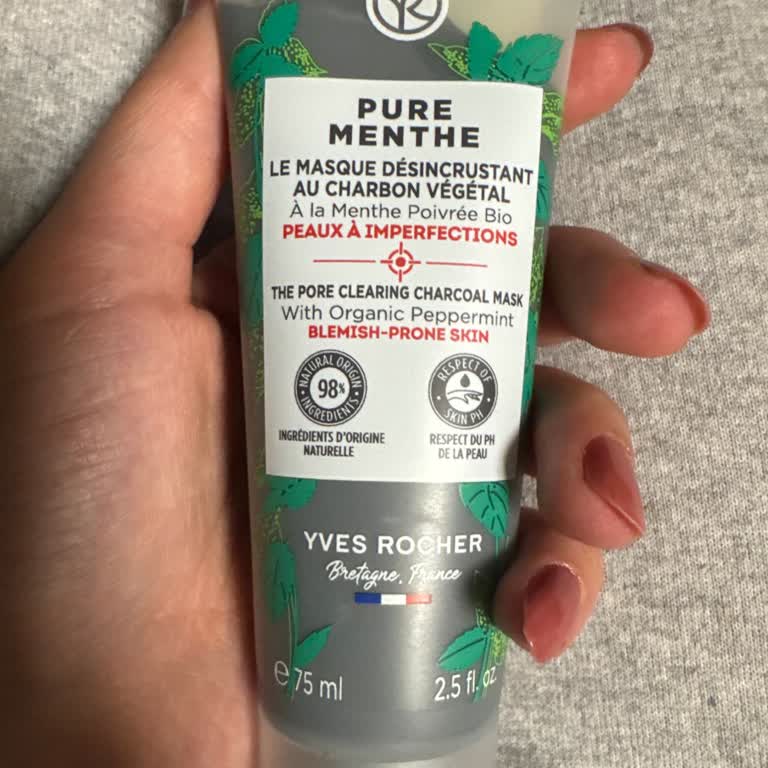 PURE
MENTHE
LE MASQUE DÉSINCRUSTANT
AU CHARBON VÉGÉTAL
À la Menthe Poivrée Bio
PEAUX À IMPERFECTIONS
THE PORE CLEARING CHARCOAL MASK
With Organic Peppermint
BLEMISH-PRONE SKIN
NATURAL ORIGIN
98%
INGREDIENTS
RESPECT OF
SKIN PH
INGRÉDIENTS D'ORIGINE
NATURELLE
RESPECT DU PH
DE LA PEAU
YVES ROCHER
Bretagne, France
e 75 ml
2.5 fl. oz